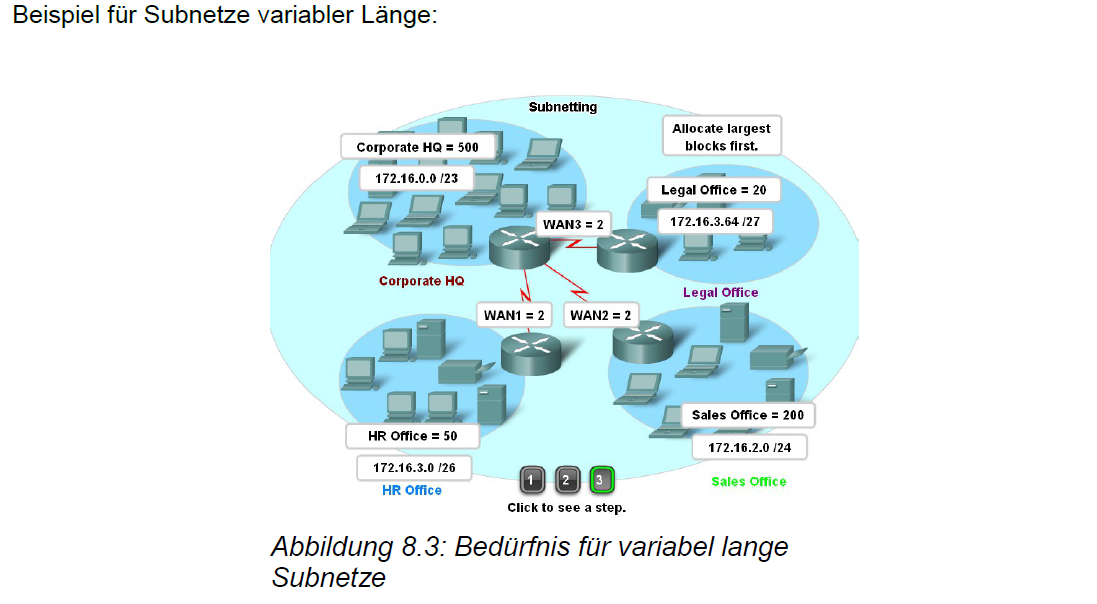 Beispiel für Subnetze variabler Länge:
Subnetting
Allocate largest
blocks first.
Corporate HQ = 500
172.16.0.0 /23
Legal Office = 20
172.16.3.64 /27
WAN3 = 2
Corporate HQ
Legal Office
WAN1 = 2
WAN2 = 2
HR Office = 50
172.16.3.0 /26
HR Office
Sales Office = 200
172.16.2.0 /24
Sales Office
1 2 3
Click to see a step.
Abbildung 8.3: Bedürfnis für variabel lange
Subnetze